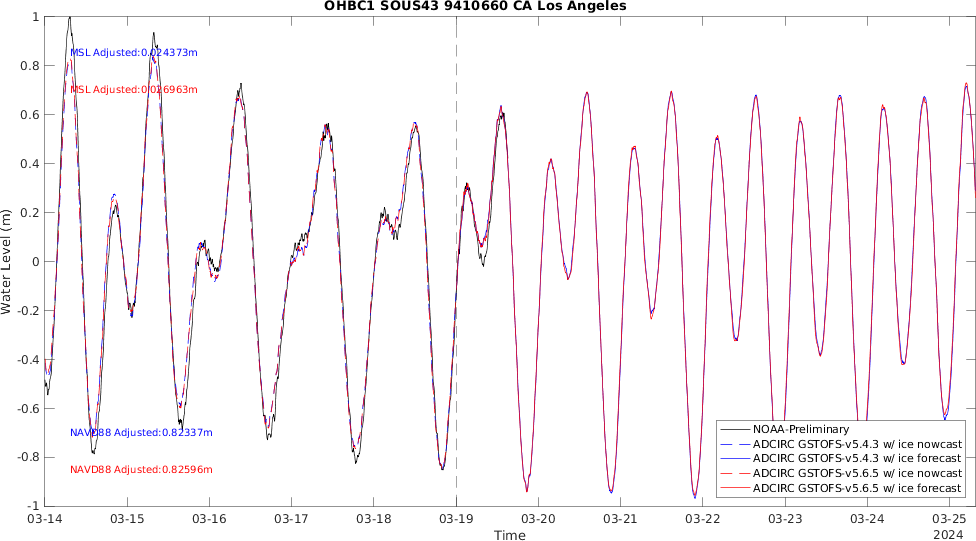 OHBC1 SOUS43 9410660 CA Los Angeles
1
0.8
0.6
0.4
0.2
0
-0.2
-0.4
-0.6
-0.8
-1
Water Level (m)
MSL Adjusted:0.024373m
MSL Adjusted:0.026963m
NAVD88 Adjusted:0.82337m
NAVD88 Adjusted:0.82596m
NOAA-Preliminary
ADCIRC GSTOFS-v5.4.3 w/ ice nowcast
ADCIRC GSTOFS-v5.4.3 w/ ice forecast
ADCIRC GSTOFS-v5.6.5 w/ ice nowcast
ADCIRC GSTOFS-v5.6.5 w/ ice forecast
03-14 03-15 03-16 03-17 03-18 03-19 03-20 03-21 03-22 03-23 03-24 03-25
2024
Time